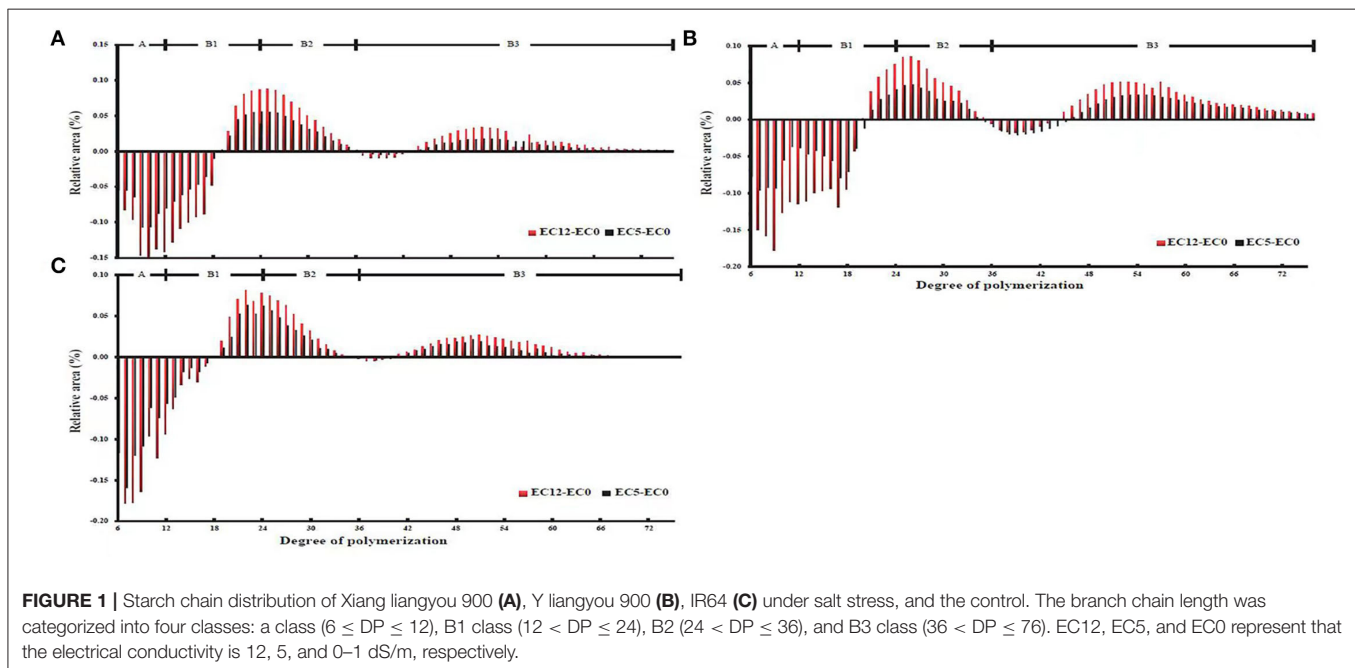 A
A B1 B2 B3
0.15
0.10
0.05
0.00
-0.05
-0.10
-0.15
Relative area (%)
EC12-EC0 EC5-EC0
B
A B1 B2 B3
0.10
0.05
0.00
-0.05
-0.10
-0.15
-0.20
Relative area (%)
EC12-EC0 EC5-EC0
6 12 18 24 30 36 42 48 54 60 66 72
Degree of polymerization
C
A B1 B2 B3
0.10
0.05
0.00
-0.05
-0.10
-0.15
-0.20
Relative area (%)
EC12-EC0 EC5-EC0
6 12 18 24 30 36 42 48 54 60 66 72
Degree of polymerization
FIGURE 1 | Starch chain distribution of Xiang liangyou 900 (A), Y liangyou 900 (B), IR64 (C) under salt stress, and the control. The branch chain length was
categorized into four classes: a class (6 ≤ DP ≤ 12), B1 class (12 < DP ≤ 24), B2 (24 < DP ≤ 36), and B3 class (36 < DP ≤ 76). EC12, EC5, and EC0 represent that
the electrical conductivity is 12, 5, and 0–1 dS/m, respectively.